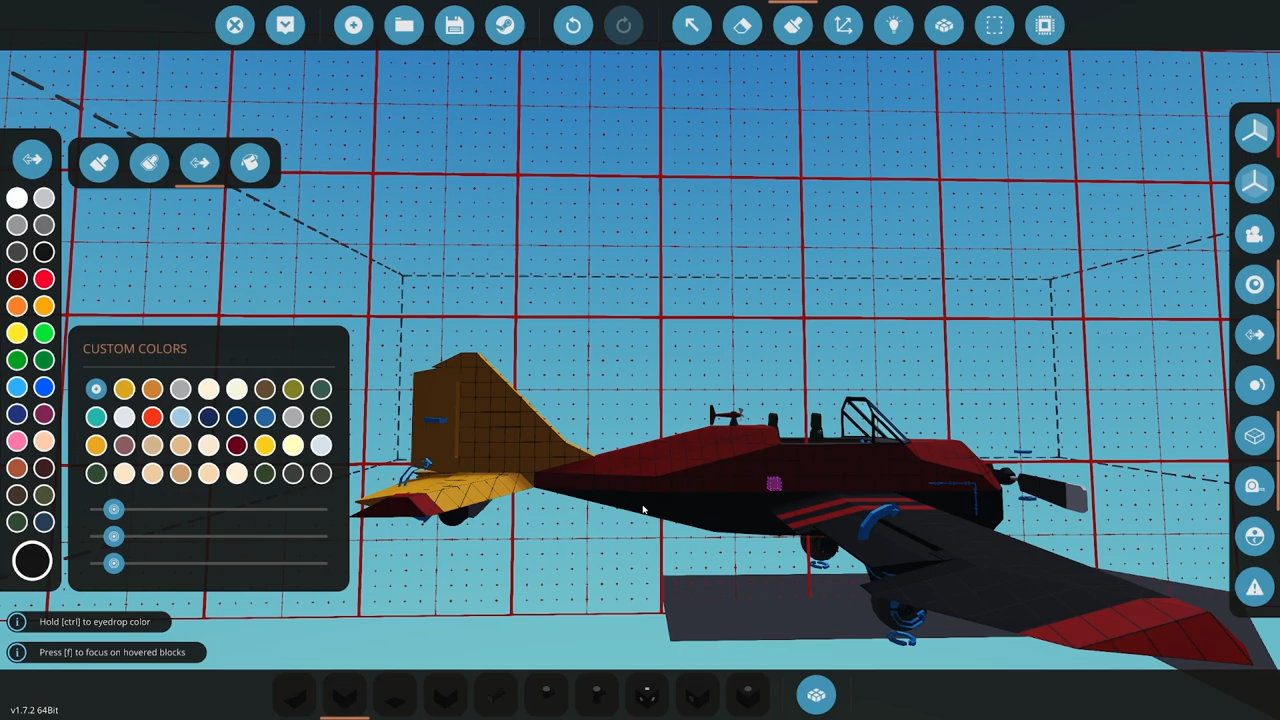 CUSTOM COLORS
Hold [ctrl] to eyedrop color
Press [f] to focus on hovered blocks
v1.7.2 64Bit